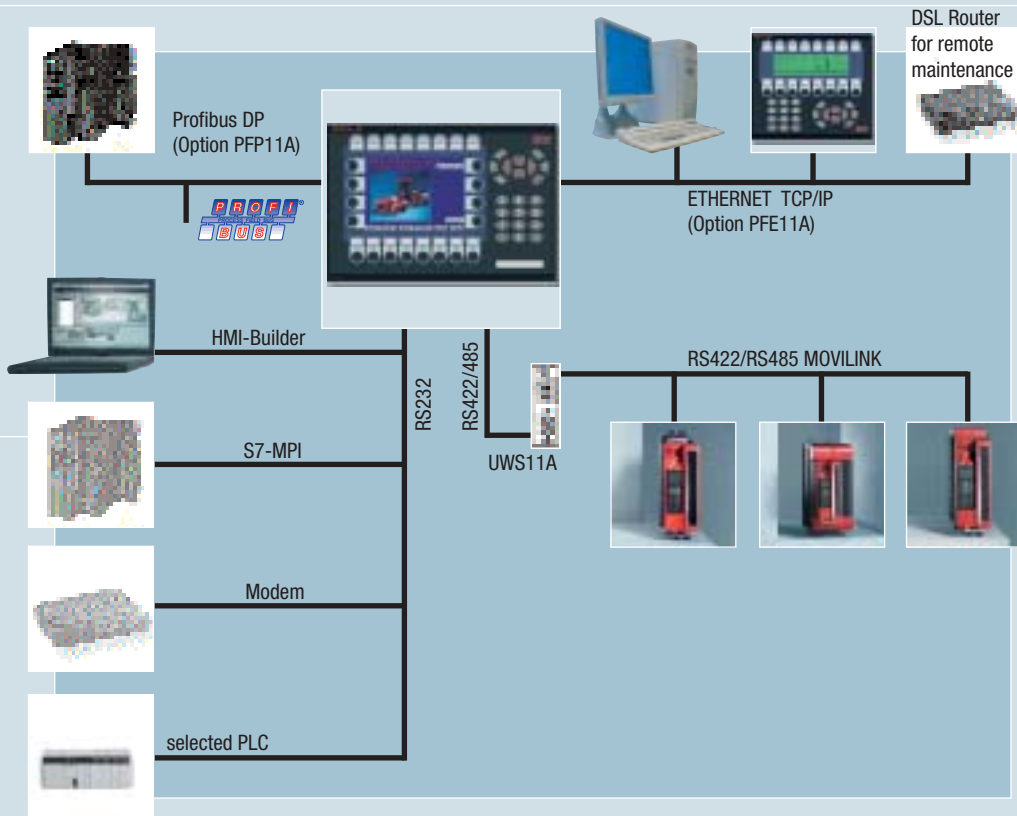 DSL Router
for remote
maintenance
Profibus DP
(Option PFP11A)
PROFI®
BUS
ETHERNET TCP/IP
(Option PFE11A)
HMI-Builder
RS232
RS422/485
RS422/RS485 MOVILINK
S7-MPI
UWS11A
Modem
selected PLC